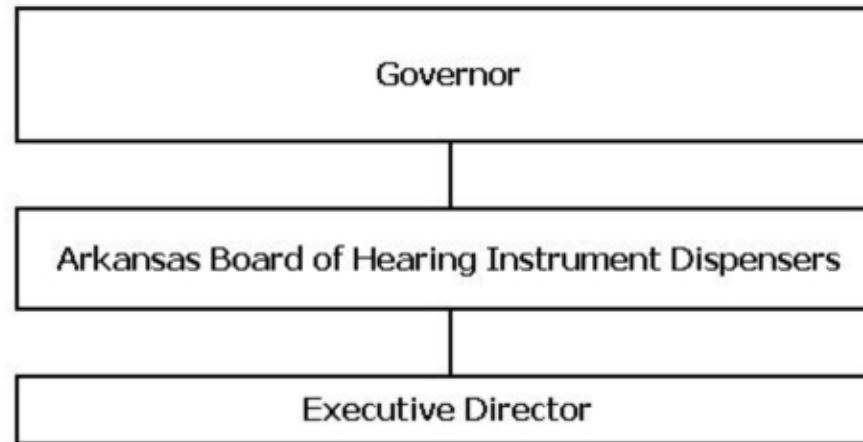 Governor
Arkansas Board of Hearing Instrument Dispensers
Executive Director